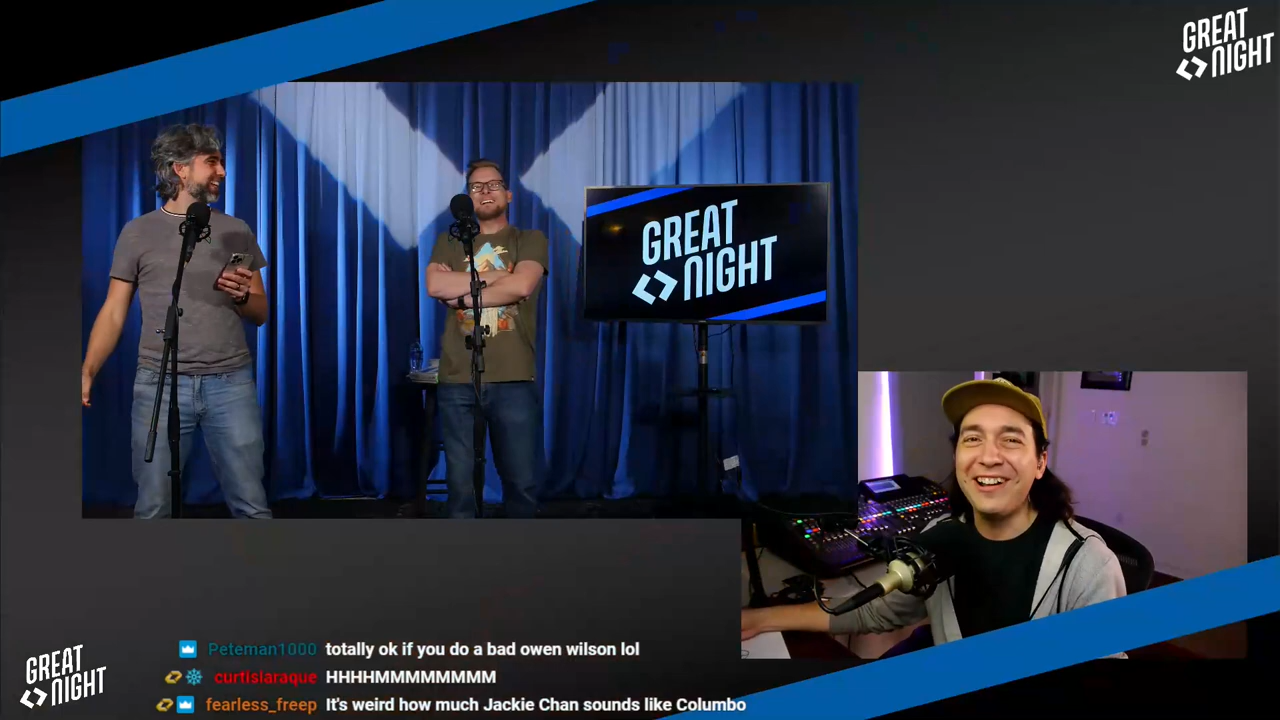 GREAT
NIGHT
GREAT
NIGHT
GREAT
NIGHT
Peteman1000 totally ok if you do a bad owen wilson lol
curtislaraque HHHHMMMMMMMM
fearless_freep It's weird how much Jackie Chan sounds like Columbo